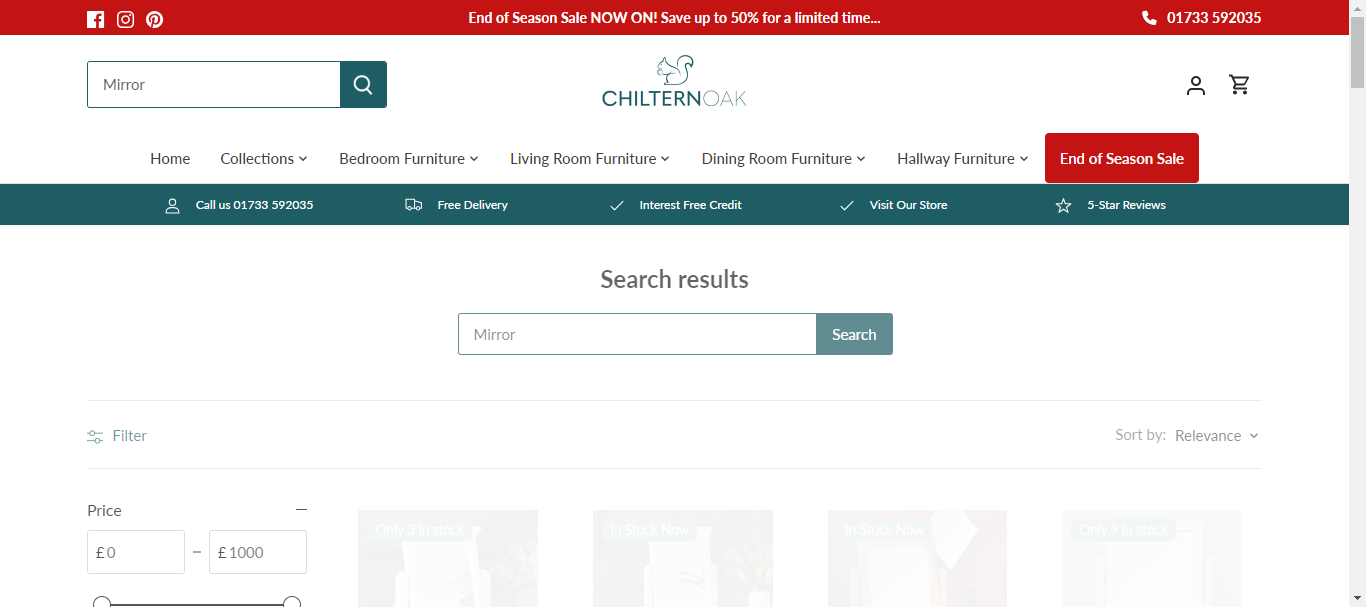 End of Season Sale NOW ON! Save up to 50% for a limited time...
01733 592035
Mirror
CHILTERNOAK
Home
Collections
Bedroom Furniture
Living Room Furniture
Dining Room Furniture
Hallway Furniture
End of Season Sale
Call us 01733 592035
Free Delivery
Interest Free Credit
Visit Our Store
5-Star Reviews
Search results
Mirror
Search
Filter
Sort by: Relevance
Price
£0 – £1000
Only 3 in stock
In Stock Now
In Stock Now
Only 9 in stock